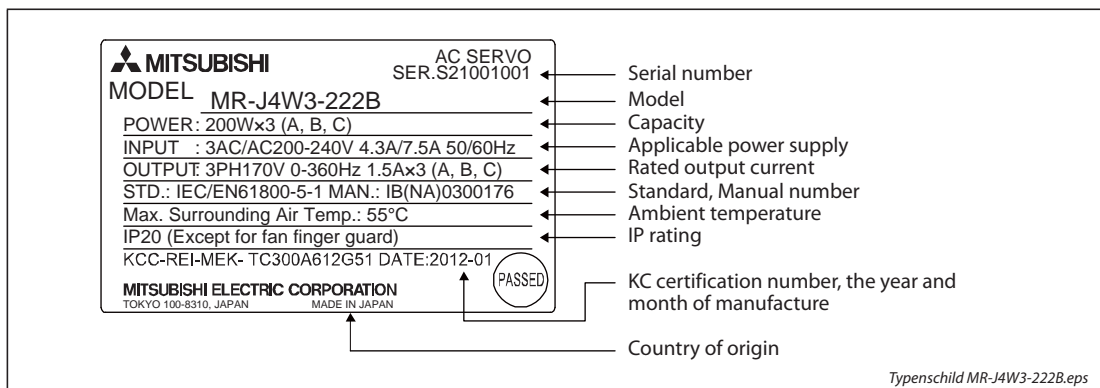 MITSUBISHI
AC SERVO
SER.S21001001
MODEL MR-J4W3-222B
POWER: 200W×3 (A, B, C)
INPUT : 3AC/AC200-240V 4.3A/7.5A 50/60Hz
OUTPUT: 3PH170V 0-360Hz 1.5A×3 (A, B, C)
STD.: IEC/EN61800-5-1 MAN.: IB(NA)0300176
Max. Surrounding Air Temp.: 55°C
IP20 (Except for fan finger guard)
KCC-REI-MEK- TC300A612G51 DATE:2012-01
PASSED
MITSUBISHI ELECTRIC CORPORATION
TOKYO 100-8310, JAPAN MADE IN JAPAN
Serial number
Model
Capacity
Applicable power supply
Rated output current
Standard, Manual number
Ambient temperature
IP rating
KC certification number, the year and
month of manufacture
Country of origin
Typenschild MR-J4W3-222B.eps